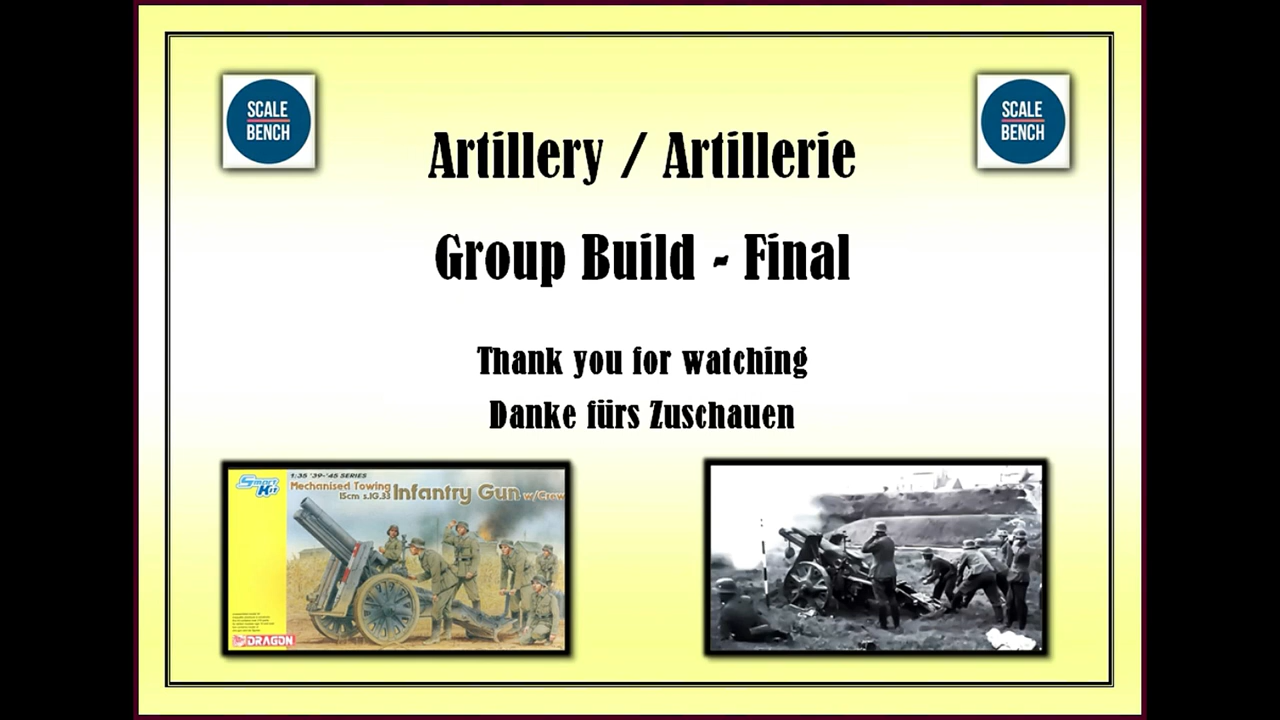 SCALE
BENCH
SCALE
BENCH
Artillery / Artillerie
Group Build - Final
Thank you for watching
Danke fürs Zuschauen
Smart Kit
1/35 '39-'45 SERIES
Mechanised Towing
15cm s.IG.33 Infantry Gun w/Crew
DRAGON